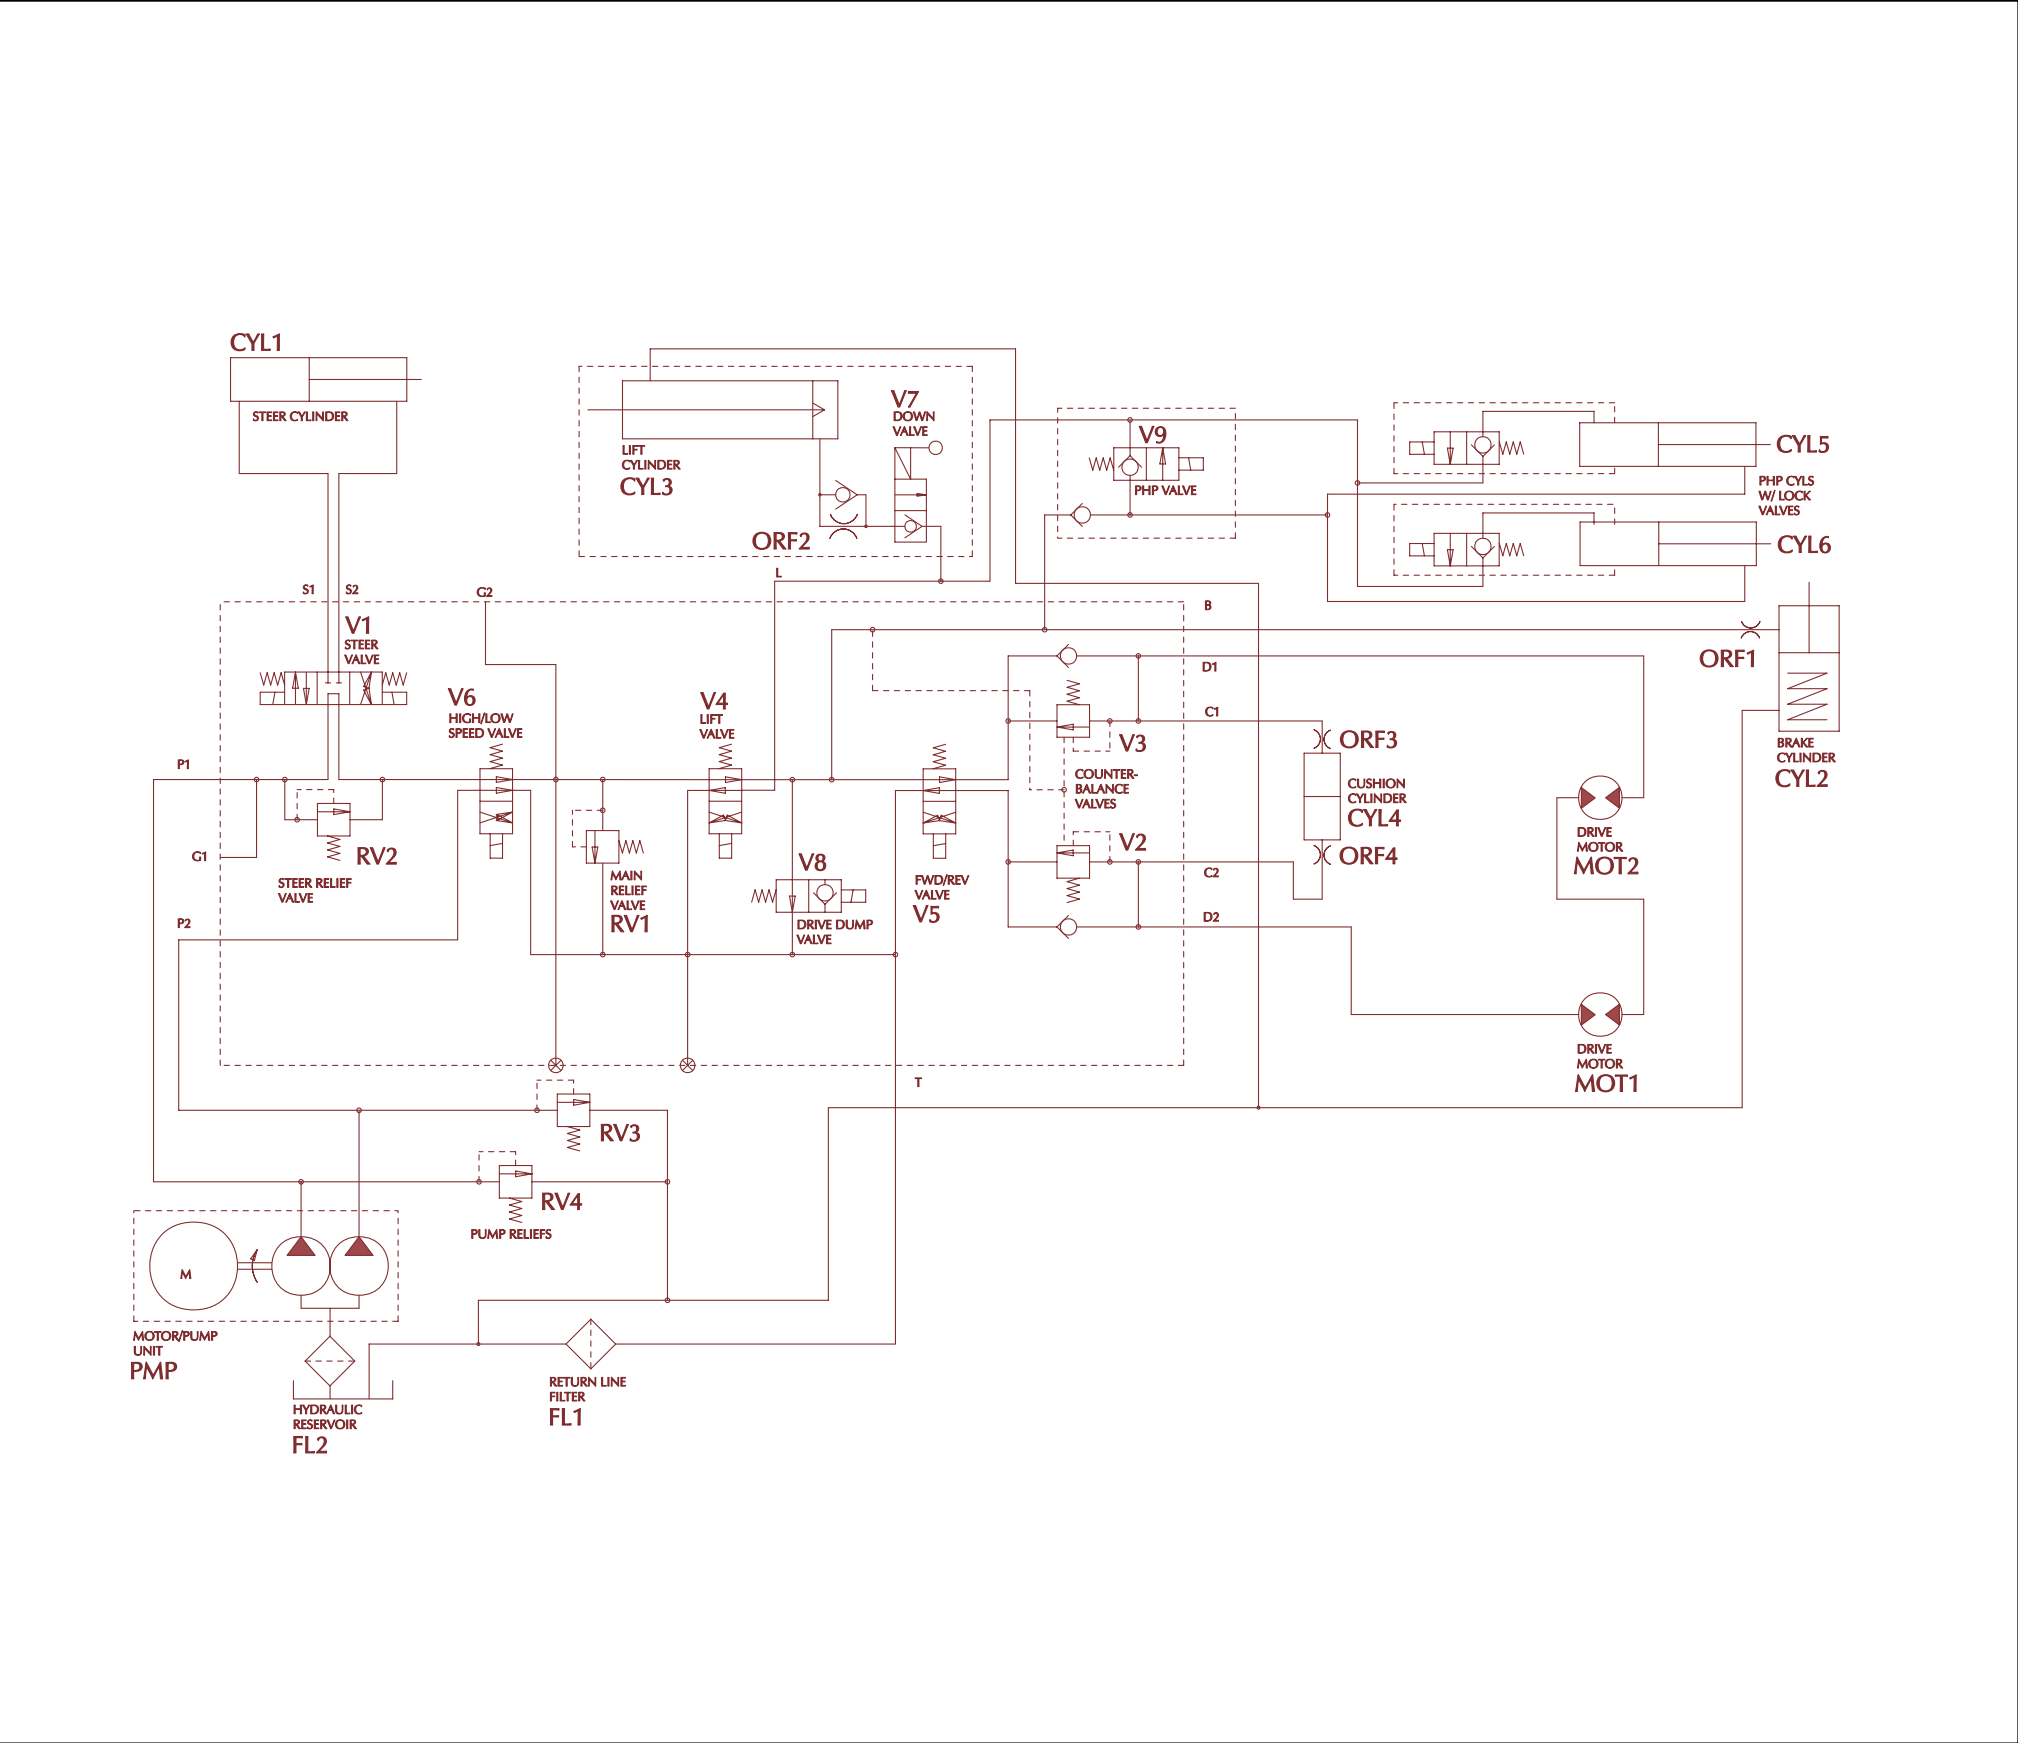 CYL1
STEER CYLINDER
V7
DOWN
VALVE
LIFT
CYLINDER
CYL3
ORF2
V9
PHP VALVE
CYL5
PHP CYLS
W/ LOCK
VALVES
CYL6
L
S1
S2
G2
B
V1
STEER
VALVE
ORF1
D1
V6
HIGH/LOW
SPEED VALVE
V4
LIFT
VALVE
C1
V3
ORF3
BRAKE
CYLINDER
CYL2
P1
COUNTER-
BALANCE
VALVES
CUSHION
CYLINDER
CYL4
G1
RV2
STEER RELIEF
VALVE
V2
ORF4
DRIVE
MOTOR
MOT2
MAIN
RELIEF
VALVE
RV1
V8
DRIVE DUMP
VALVE
FWD/REV
VALVE
V5
C2
D2
P2
T
DRIVE
MOTOR
MOT1
RV3
RV4
PUMP RELIEFS
M
MOTOR/PUMP
UNIT
PMP
HYDRAULIC
RESERVOIR
FL2
RETURN LINE
FILTER
FL1